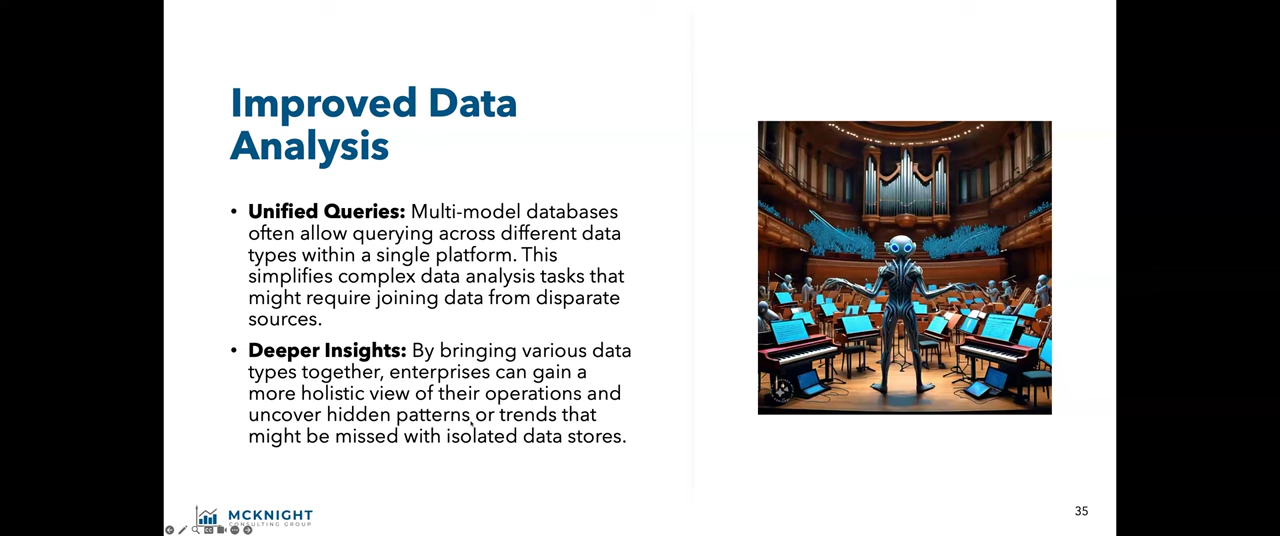 Improved Data
Analysis
• Unified Queries: Multi-model databases
often allow querying across different data
types within a single platform. This
simplifies complex data analysis tasks that
might require joining data from disparate
sources.
• Deeper Insights: By bringing various data
types together, enterprises can gain a
more holistic view of their operations and
uncover hidden patterns or trends that
might be missed with isolated data stores.
MCKNIGHT
CONSULTING GROUP
35